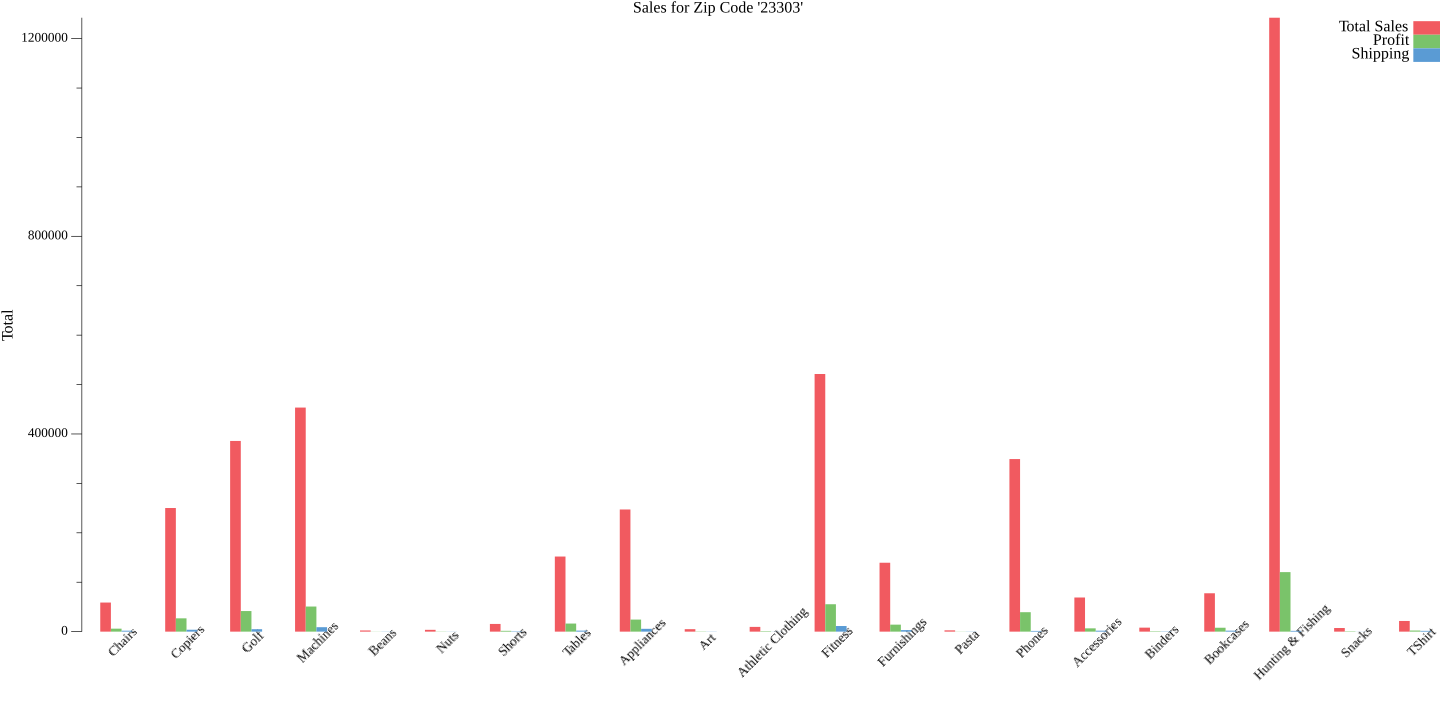 Sales for Zip Code '23303'
Total Sales
Profit
Shipping
1200000
800000
400000
0
Total
Chairs
Copiers
Golf
Machines
Beans
Nuts
Shorts
Tables
Appliances
Art
Athletic Clothing
Fitness
Furnishings
Pasta
Phones
Accessories
Binders
Bookcases
Hunting & Fishing
Snacks
TShirt